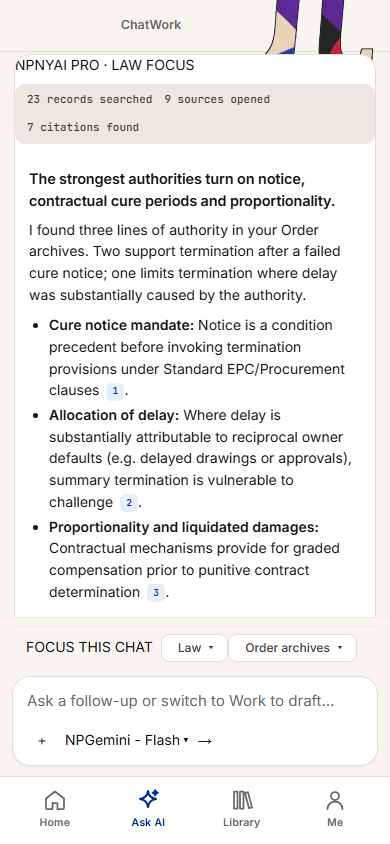 ChatWork
NPNYAI PRO · LAW FOCUS
23 records searched 9 sources opened
7 citations found
The strongest authorities turn on notice,
contractual cure periods and proportionality.
I found three lines of authority in your Order
archives. Two support termination after a failed
cure notice; one limits termination where delay
was substantially caused by the authority.
• Cure notice mandate: Notice is a condition
precedent before invoking termination
provisions under Standard EPC/Procurement
clauses 1.
• Allocation of delay: Where delay is
substantially attributable to reciprocal owner
defaults (e.g. delayed drawings or approvals),
summary termination is vulnerable to
challenge 2.
• Proportionality and liquidated damages:
Contractual mechanisms provide for graded
compensation prior to punitive contract
determination 3.
FOCUS THIS CHAT Law ▾ Order archives ▾
Ask a follow-up or switch to Work to draft...
+ NPGemini - Flash ▾ →
Home Ask AI Library Me